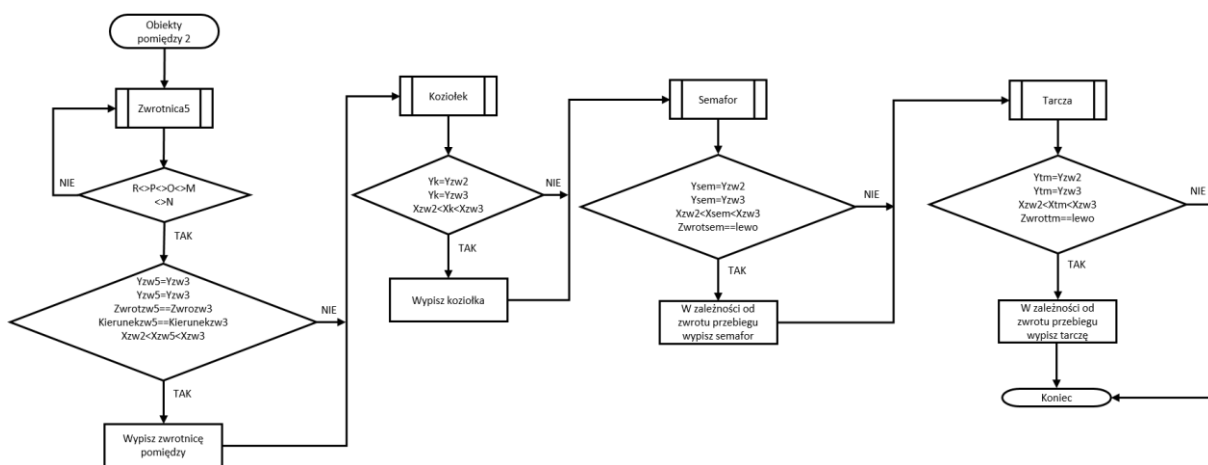 Obiekty
pomiędzy 2
Zwrotnica5
NIE
R<>P<>O<>M
<>N
TAK
Yzw5=Yzw3
Yzw5=Yzw3
Zwrotzw5==Zwrozw3
Kierunekzw5==Kierunekzw3
Xzw2<Xzw5<Xzw3
NIE
TAK
Wypisz zwrotnicę
pomiędzy
Koziołek
Yk=Yzw2
Yk=Yzw3
Xzw2<Xk<Xzw3
NIE
TAK
Wypisz koziołka
Semafor
Ysem=Yzw2
Ysem=Yzw3
Xzw2<Xsem<Xzw3
Zwrotsem==lewo
NIE
TAK
W zależności od
zwrotu przebiegu
wypisz semafor
Tarcza
Ytm=Yzw2
Ytm=Yzw3
Xzw2<Xtm<Xzw3
Zwrottm==lewo
NIE
TAK
W zależności od
zwrotu przebiegu
wypisz tarczę
Koniec